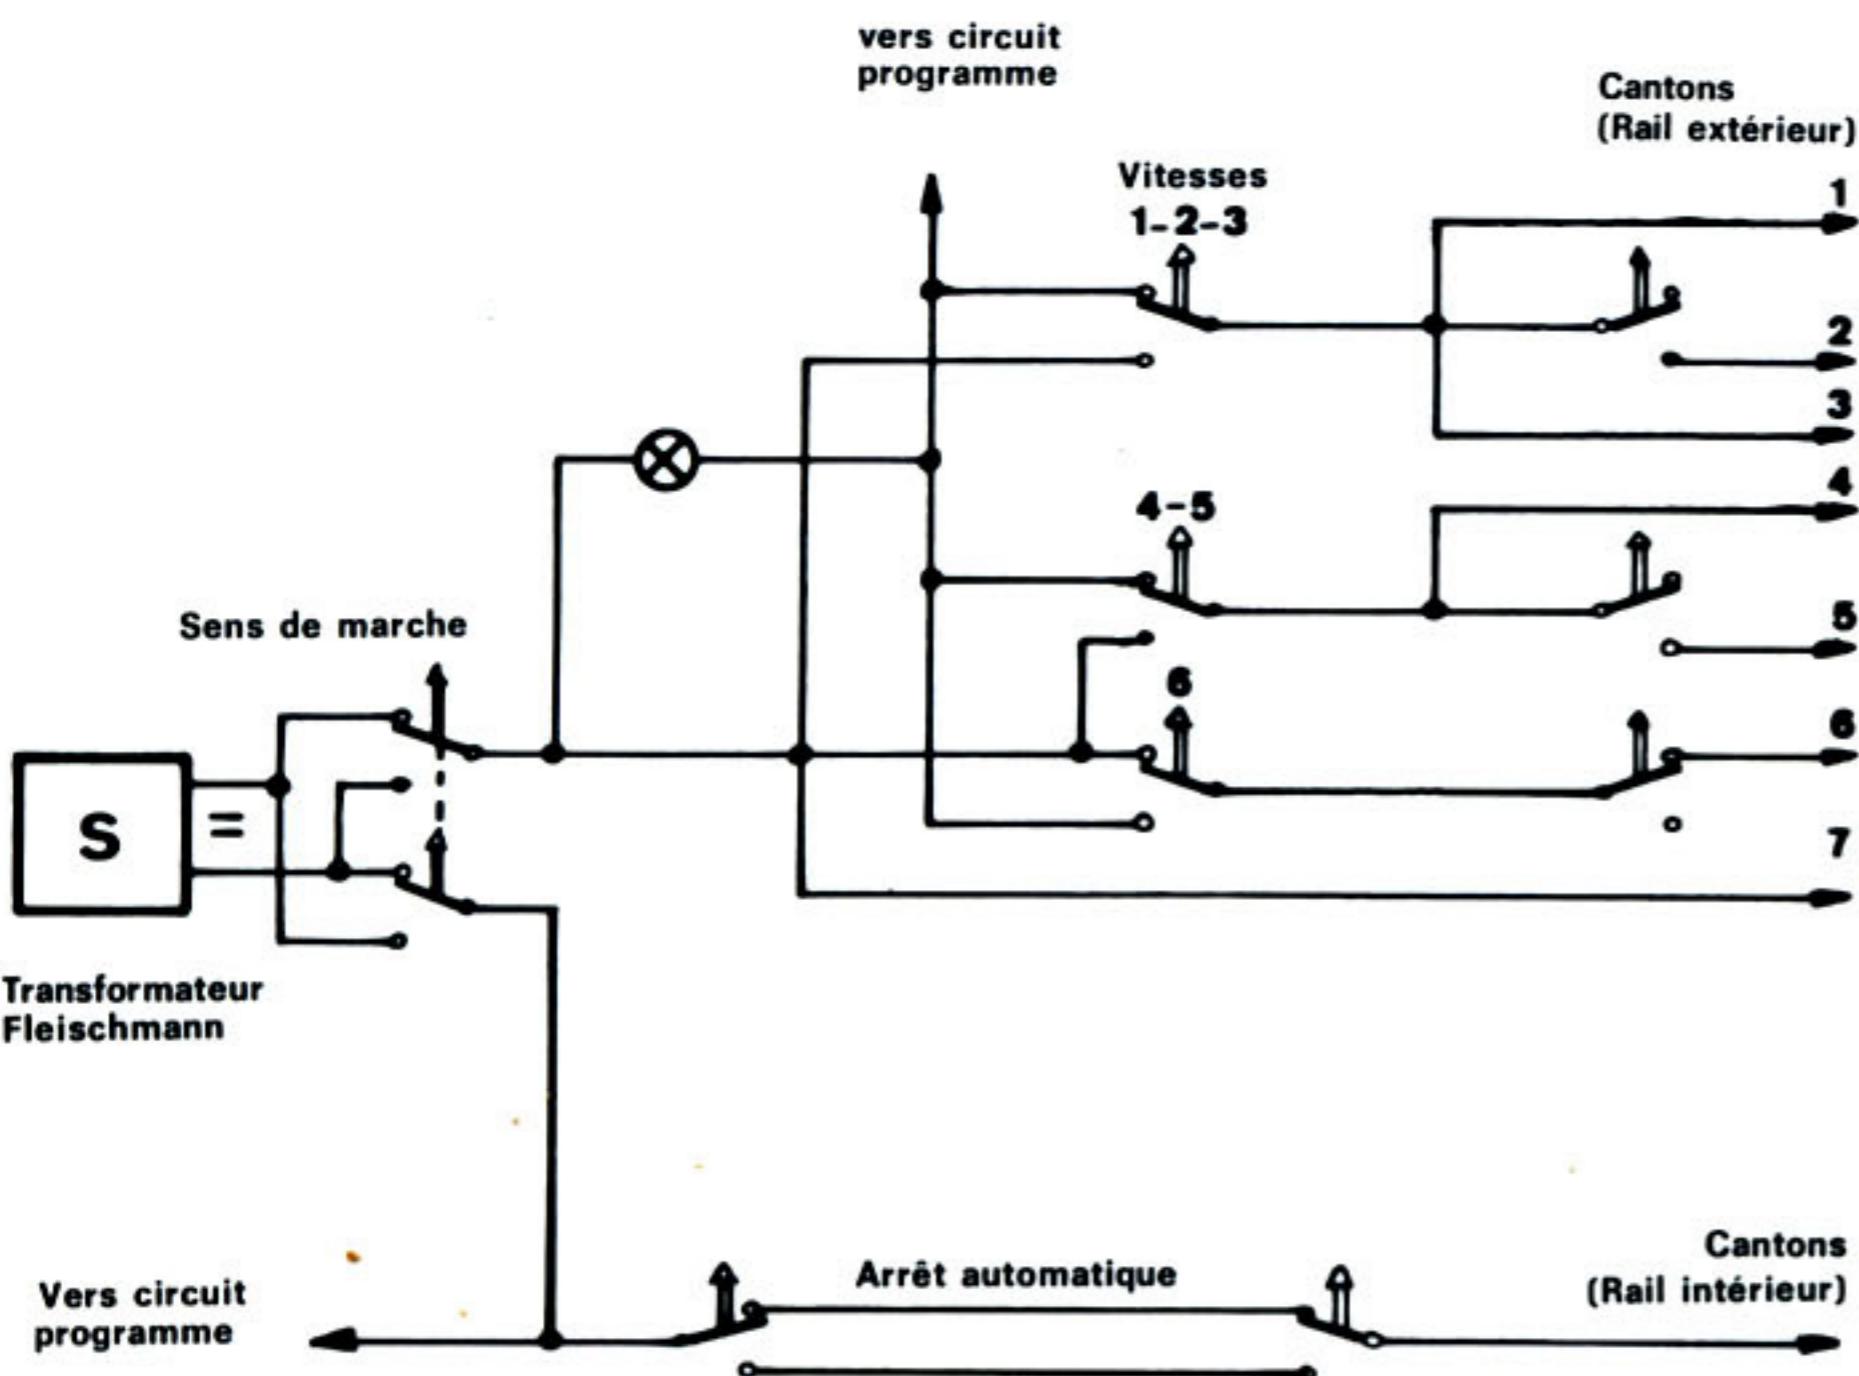 vers circuit
programme
Cantons
(Rail extérieur)
Vitesses
1-2-3
1
2
3
4
4-5
5
Sens de marche
6
6
7
S
=
Transformateur
Fleischmann
Arrêt automatique
Cantons
(Rail intérieur)
Vers circuit
programme